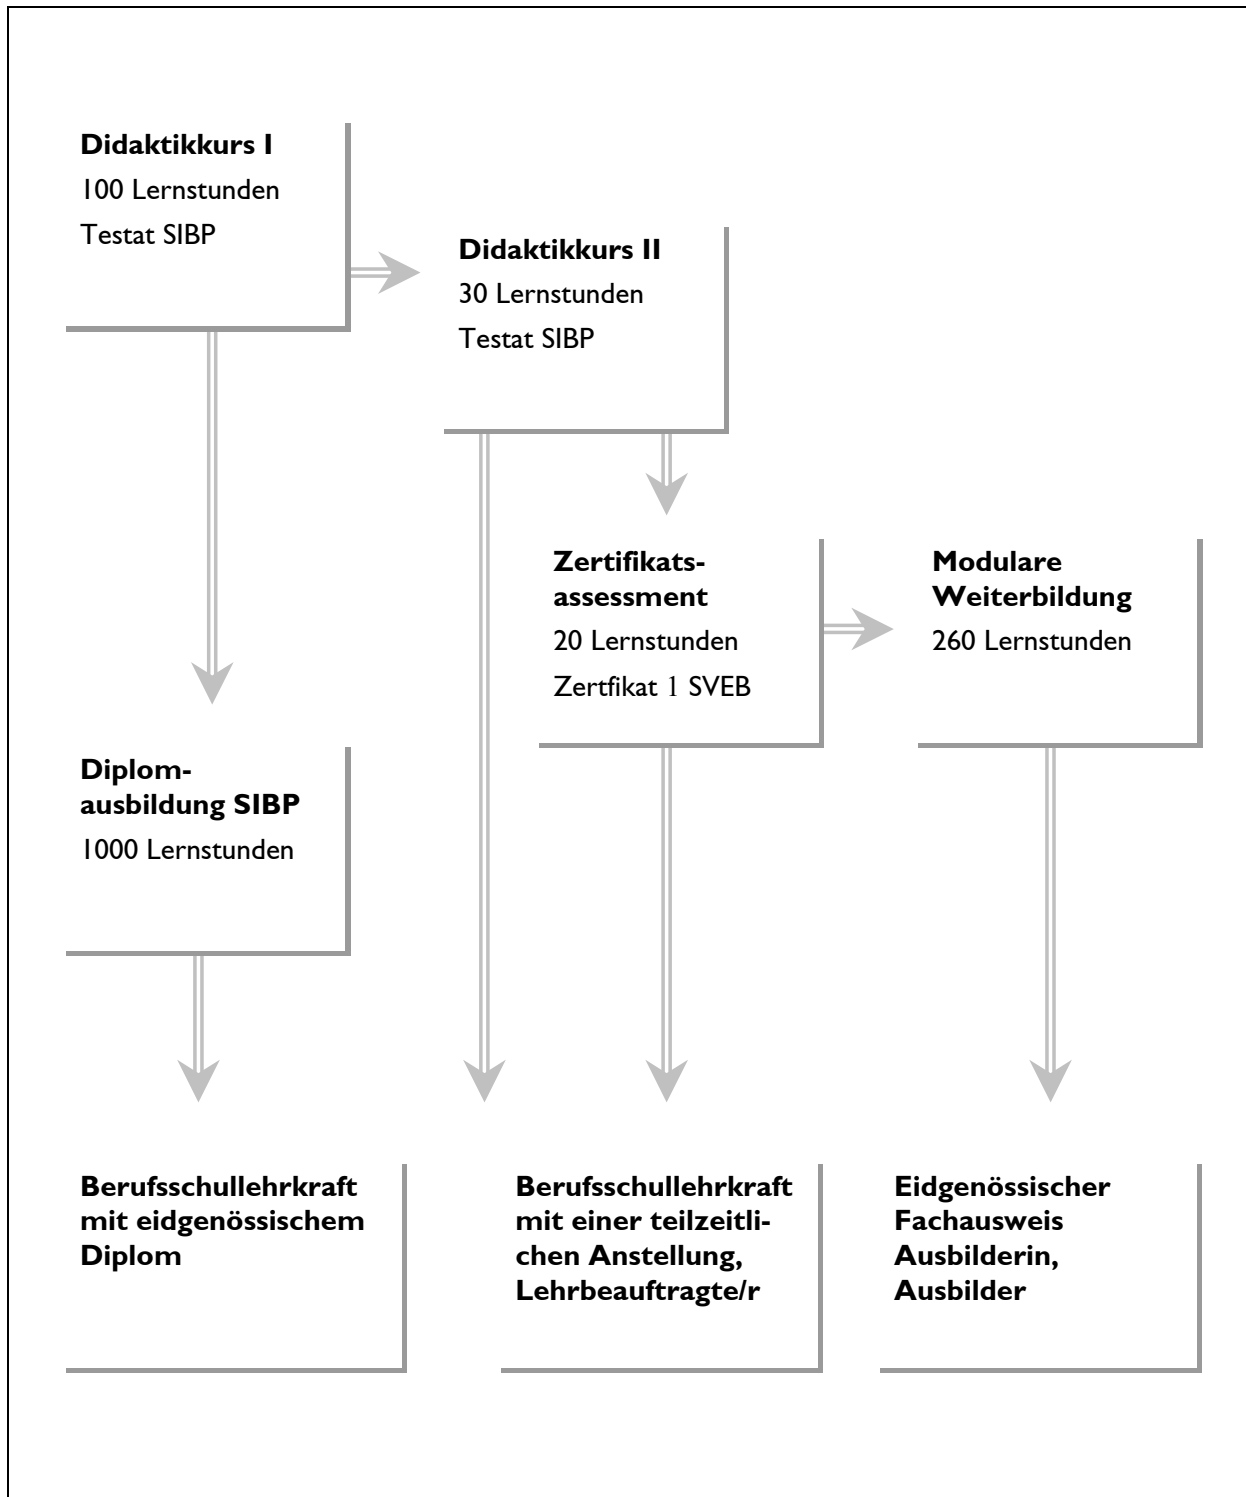 Didaktikkurs I
100 Lernstunden
Testat SIBP
Didaktikkurs II
30 Lernstunden
Testat SIBP
Zertifikats-
assessment
20 Lernstunden
Zertfikat 1 SVEB
Modulare
Weiterbildung
260 Lernstunden
Diplom-
ausbildung SIBP
1000 Lernstunden
Berufsschullehrkraft
mit eidgenössischem
Diplom
Berufsschullehrkraft
mit einer teilzeitli-
chen Anstellung,
Lehrbeauftragte/r
Eidgenössischer
Fachausweis
Ausbilderin,
Ausbilder